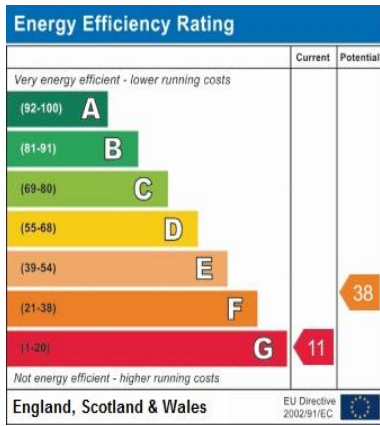 Energy Efficiency Rating
Current Potential
Very energy efficient - lower running costs
(92-100) A
(81-91) B
(69-80) C
(55-68) D
(39-54) E
(21-38) F
38
(1-20) G
11
Not energy efficient - higher running costs
England, Scotland & Wales
EU Directive
2002/91/EC